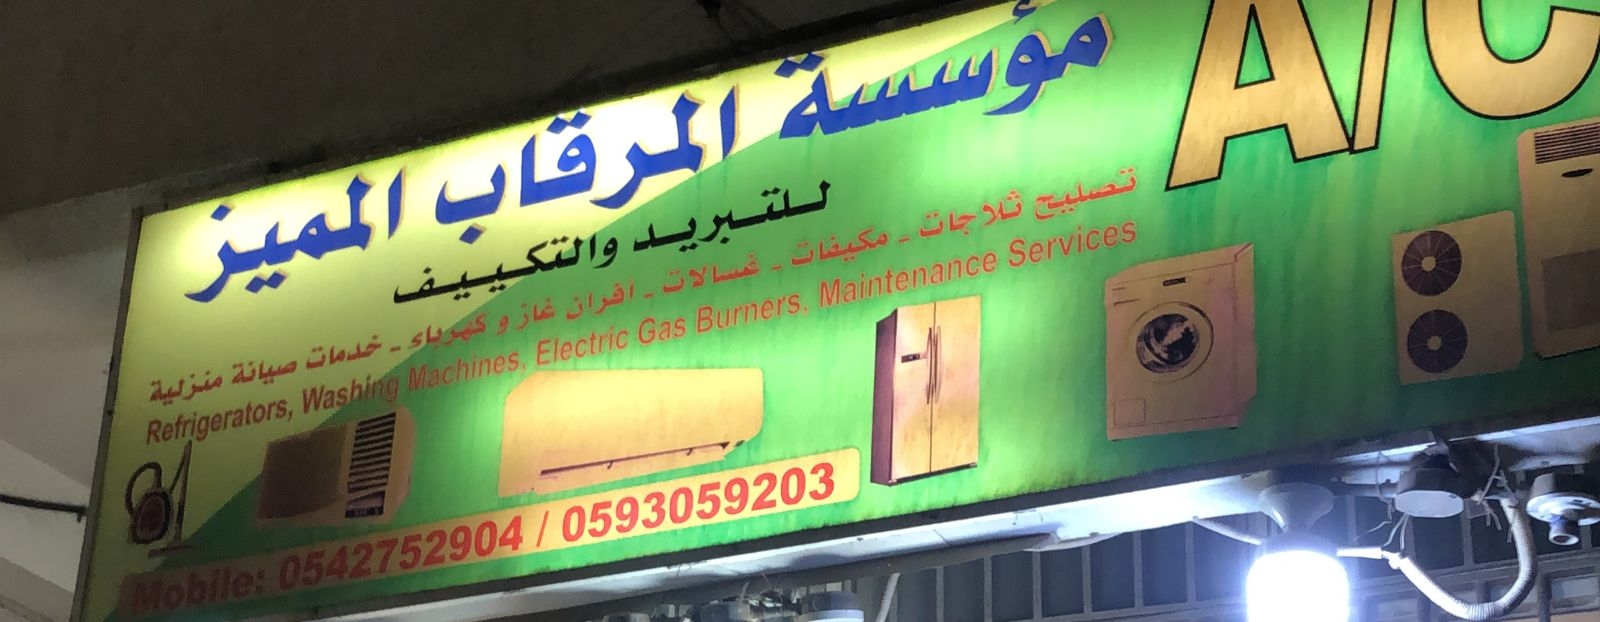 مؤسسة المرقاب المميز
A/C
للتبريد والتكييف
تصليح ثلاجات - مكيفات - غسالات - افران غاز و كهرباء - خدمات صيانة منزلية
Refrigerators, Washing Machines, Electric Gas Burners, Maintenance Services
Mobile: 0542752904 / 0593059203